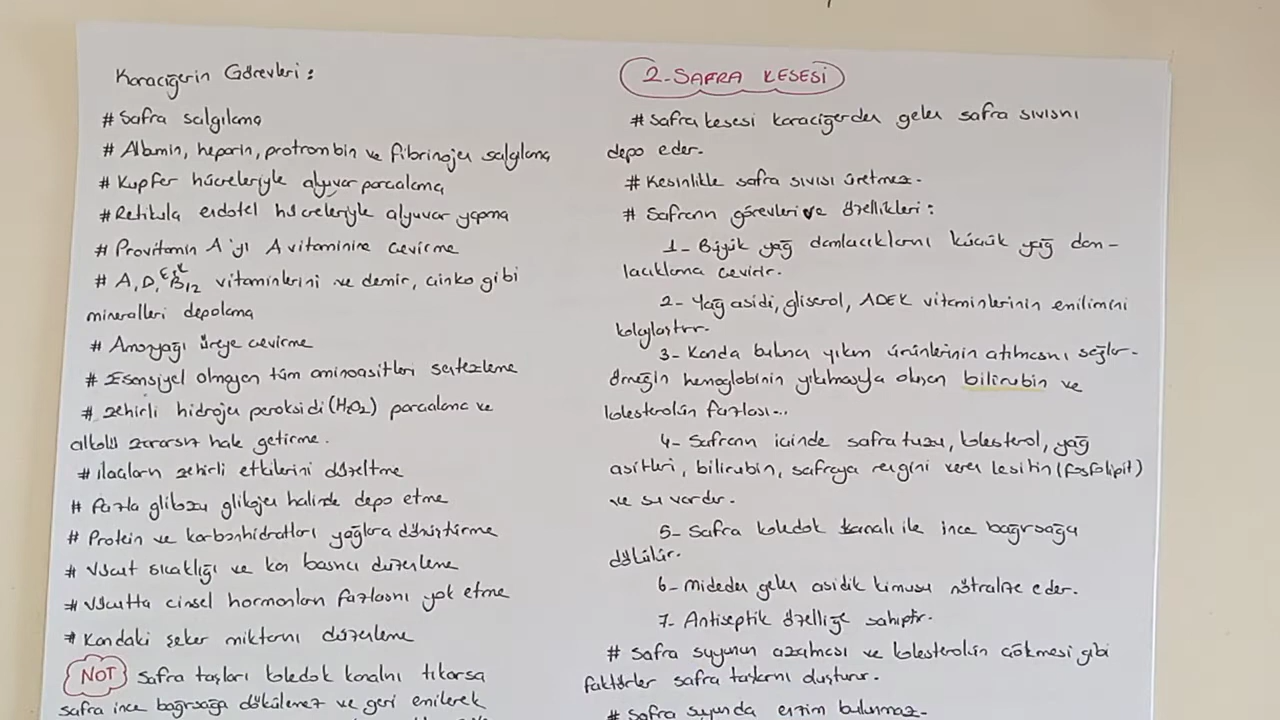 Karaciğerin Görevleri:
# Safra salgılama
# Albumin, heparin, protrombin ve fibrinojen salgılama
# Kupfer hücreleriyle alyuvar parçalama
# Retikula endotel hücreleriyle alyuvar yapma
# Provitamin A'yı A vitaminine çevirme
# A, D, E, K, B12 vitaminlerini ve demir, çinko gibi
mineralleri depolama
# Amonyağı üreye çevirme
# Esensiyel olmayan tüm aminoasitleri sentezleme
# Zehirli hidrojen peroksidi (H2O2) parçalama ve
alkolü zararsız hale getirme.
# ilaçların zehirli etkilerini düzeltme
# Fazla glikozu glikojen halinde depo etme
# Protein ve karbonhidratları yağlara dönüştürme
# Vücut sıcaklığı ve kan basıncı düzenleme
# Vücutta cinsel hormonların fazlasını yok etme
# Kandaki şeker miktarını düzenleme
NOT Safra taşları koledok kanalını tıkarsa
safra ince bağırsağa dökülemez ve geri emilerek
2-SAFRA KESESİ
# Safra kesesi karaciğerden gelen safra sıvısını
depo eder.
# Kesinlikle safra sıvısı üretmez.
# Safranın görevleri ve özellikleri:
1- Büyük yağ damlacıklarını küçük yağ dam-
lacıklarına çevirir.
2- Yağ asidi, gliserol, ADEK vitaminlerinin emilimini
kolaylaştırır.
3- Kanda bulunan yıkım ürünlerinin atılmasını sağlar.
Örneğin hemoglobinin yıkılmasıyla oluşan bilirubin ve
kolesterolün fazlası...
4- Safranın içinde safra tuzu, kolesterol, yağ
asitleri, bilirubin, safraya rengini veren lesitin (fosfolipit)
ve su vardır.
5- Safra koledok kanalı ile ince bağırsağa
dökülür.
6- Mideden gelen asidik kimusu nötralize eder.
7- Antiseptik özelliğe sahiptir.
# Safra suyunun azalması ve kolesterolün çökmesi gibi
faktörler safra taşlarını oluşturur.
# Safra suyunda enzim bulunmaz.